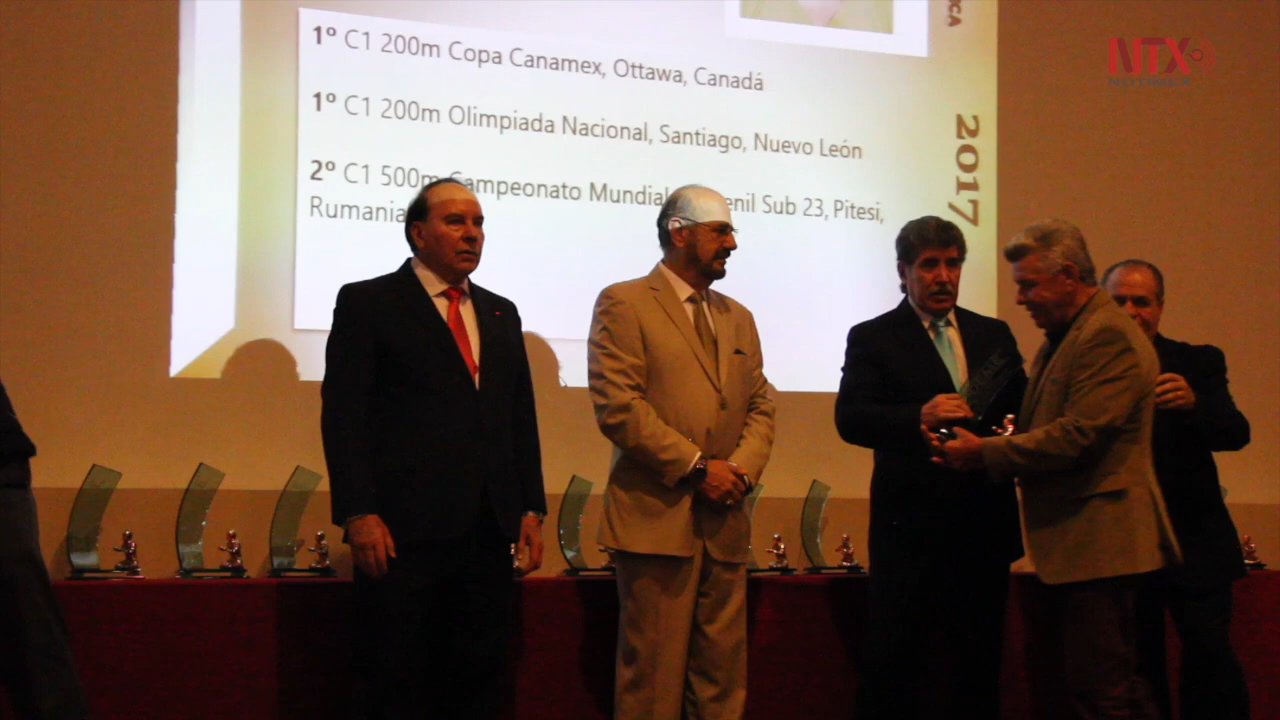 1º C1 200m Copa Canamex, Ottawa, Canadá
1º C1 200m Olimpiada Nacional, Santiago, Nuevo León
2º C1 500m Campeonato Mundial enil Sub 23, Pitesi,
Rumania
2017
NTX